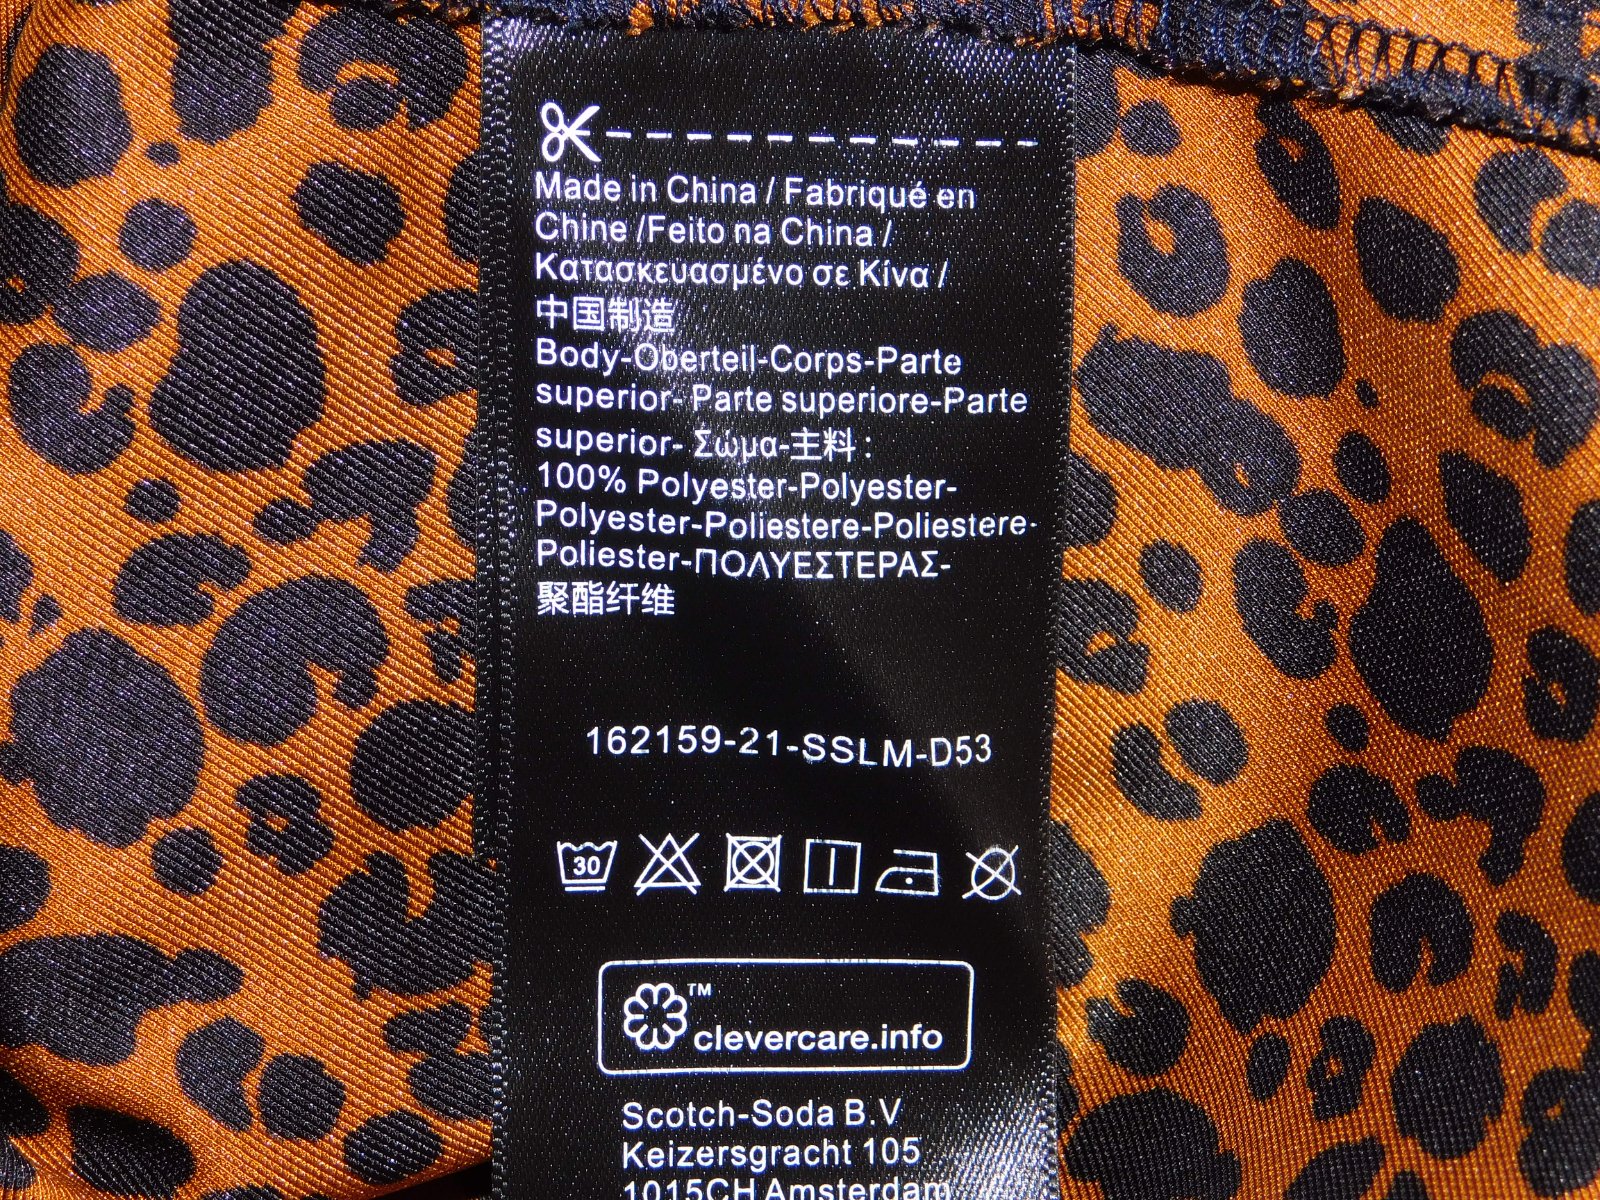 Made in China / Fabriqué en
Chine /Feito na China /
Κατασκευασμένο σε Κίνα /
中国制造
Body-Oberteil-Corps-Parte
superior- Parte superiore-Parte
superior- Σώμα-主料 :
100% Polyester-Polyester-
Polyester-Poliestere-Poliestere-
Poliester-ΠΟΛΥΕΣΤΕΡΑΣ-
聚酯纤维
162159-21-SSLM-D53
30
™
clevercare.info
Scotch-Soda B.V
Keizersgracht 105
1015CH Amsterdam